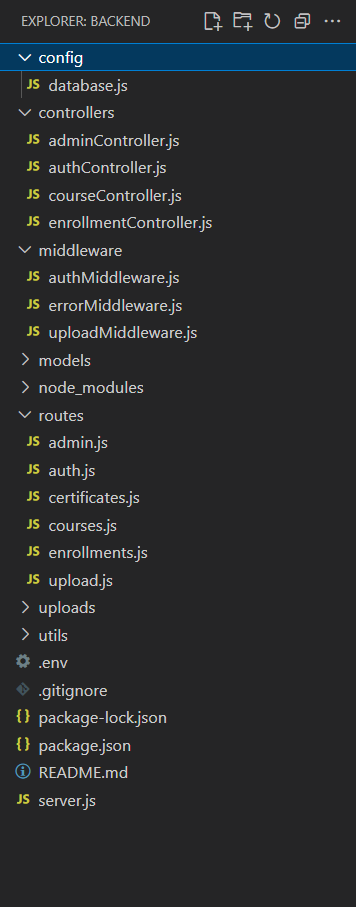 EXPLORER: BACKEND
config
JS database.js
controllers
JS adminController.js
JS authController.js
JS courseController.js
JS enrollmentController.js
middleware
JS authMiddleware.js
JS errorMiddleware.js
JS uploadMiddleware.js
models
node_modules
routes
JS admin.js
JS auth.js
JS certificates.js
JS courses.js
JS enrollments.js
JS upload.js
uploads
utils
.env
.gitignore
{} package-lock.json
{} package.json
README.md
JS server.js